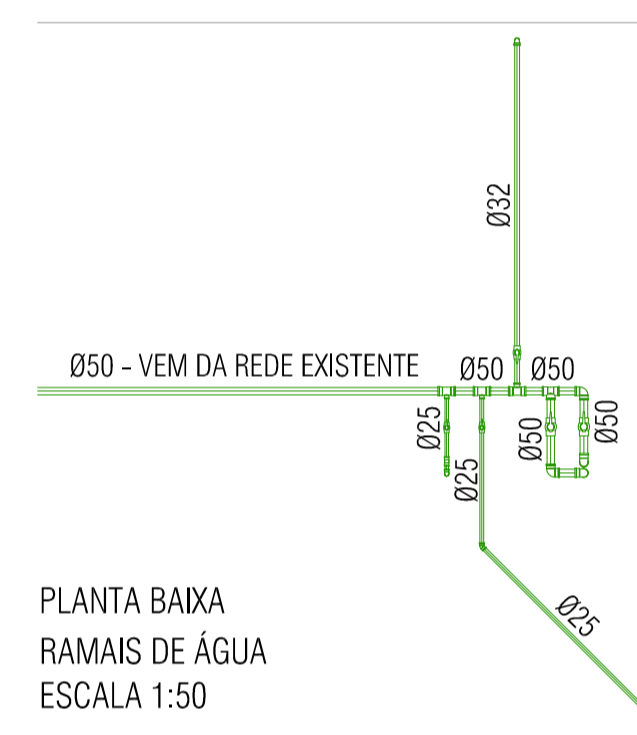 Ø32
Ø50 - VEM DA REDE EXISTENTE
Ø50
Ø50
Ø25
Ø25
Ø50
Ø50
Ø25
PLANTA BAIXA
RAMAIS DE ÁGUA
ESCALA 1:50